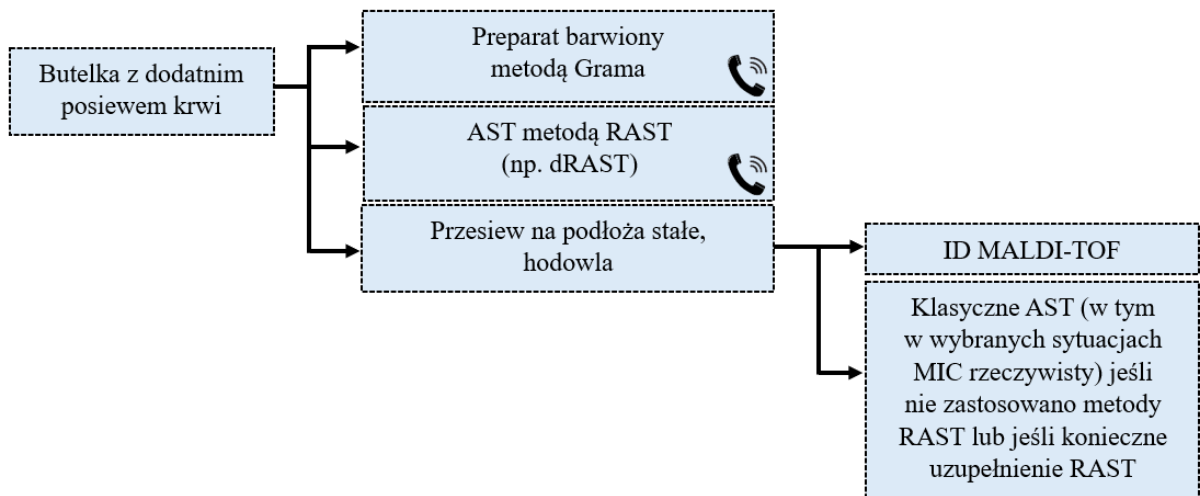 Butelka z dodatnim
posiewem krwi
Preparat barwiony
metodą Grama
AST metodą RAST
(np. dRAST)
Przesiew na podłoża stałe,
hodowla
ID MALDI-TOF
Klasyczne AST (w tym
w wybranych sytuacjach
MIC rzeczywisty) jeśli
nie zastosowano metody
RAST lub jeśli konieczne
uzupełnienie RAST